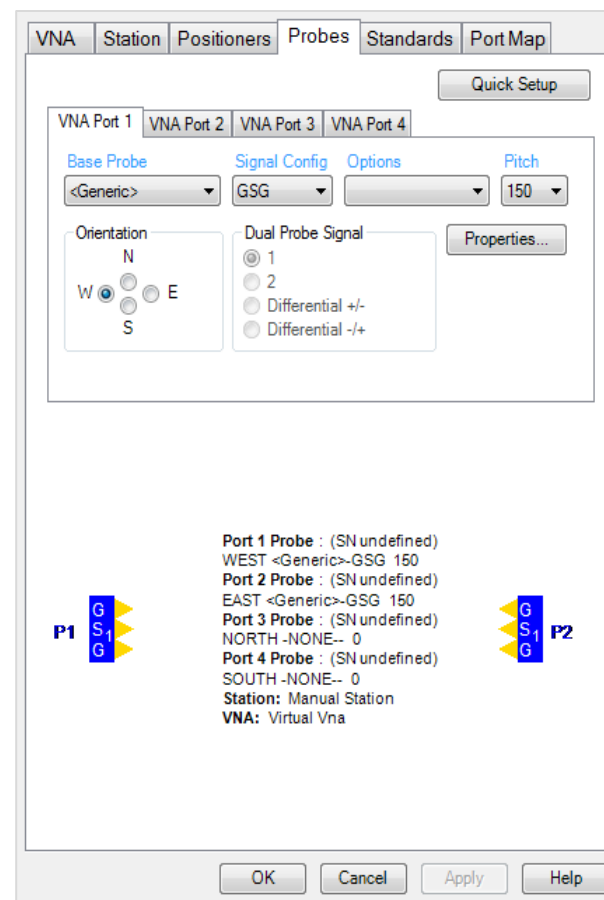 VNA Station Positioners Probes Standards Port Map
Quick Setup
VNA Port 1 VNA Port 2 VNA Port 3 VNA Port 4
Base Probe Signal Config Options Pitch
<Generic> GSG 150
Orientation Dual Probe Signal Properties...
N 1
W E 2
Differential +/-
S Differential -/+
Port 1 Probe : (SN undefined)
WEST <Generic>-GSG 150
Port 2 Probe : (SN undefined)
EAST <Generic>-GSG 150
Port 3 Probe : (SN undefined)
NORTH -NONE-- 0
Port 4 Probe : (SN undefined)
SOUTH -NONE-- 0
Station: Manual Station
VNA: Virtual Vna
G
P1 S1
G
G
S1 P2
G
OK Cancel Apply Help